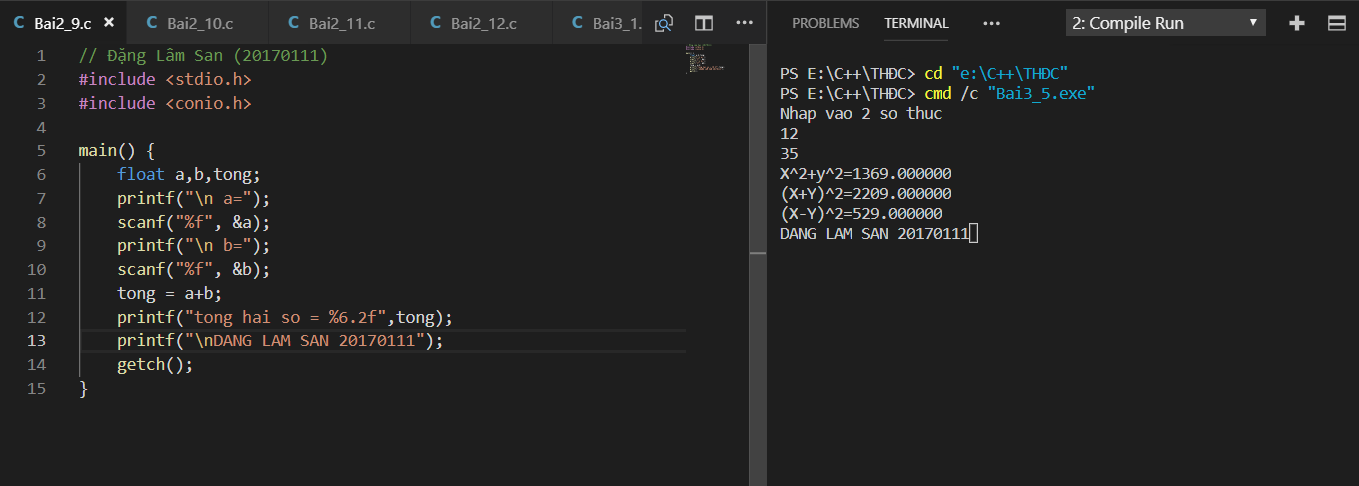 Bai2_9.c × Bai2_10.c Bai2_11.c Bai2_12.c Bai3_1.
1 // Đặng Lâm San (20170111)
2 #include <stdio.h>
3 #include <conio.h>
4
5 main() {
6 float a,b,tong;
7 printf("\n a=");
8 scanf("%f", &a);
9 printf("\n b=");
10 scanf("%f", &b);
11 tong = a+b;
12 printf("tong hai so = %6.2f",tong);
13 printf("\nDANG LAM SAN 20170111");
14 getch();
15 }
PROBLEMS TERMINAL ••• 2: Compile Run
PS E:\C++\THĐC> cd "e:\C++\THĐC"
PS E:\C++\THĐC> cmd /c "Bai3_5.exe"
Nhap vao 2 so thuc
12
35
X^2+y^2=1369.000000
(X+Y)^2=2209.000000
(X-Y)^2=529.000000
DANG LAM SAN 20170111